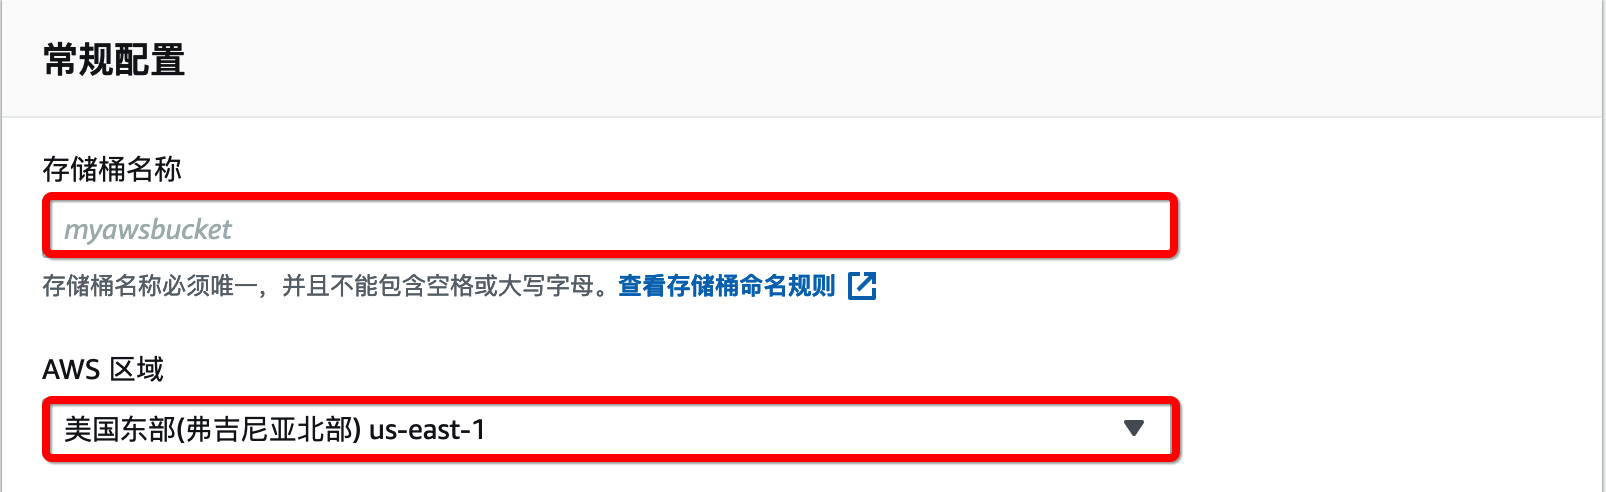 常规配置
存储桶名称
myawsbucket
存储桶名称必须唯一，并且不能包含空格或大写字母。查看存储桶命名规则
AWS 区域
美国东部(弗吉尼亚北部) us-east-1